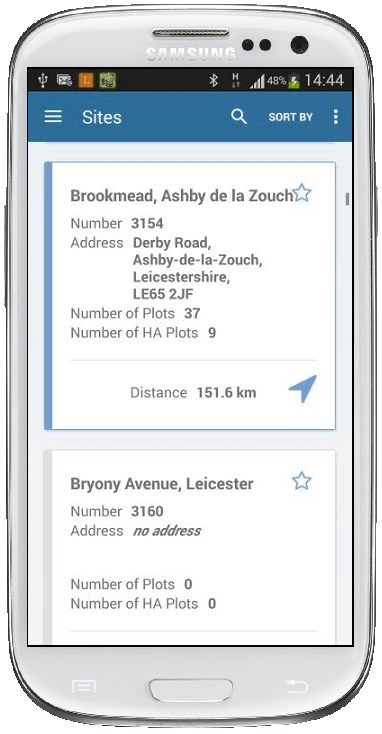 SAMSUNG
H
48%
14:44
Sites
SORT BY
Brookmead, Ashby de la Zouch
Number 3154
Address Derby Road,
Ashby-de-la-Zouch,
Leicestershire,
LE65 2JF
Number of Plots 37
Number of HA Plots 9
Distance 151.6 km
Bryony Avenue, Leicester
Number 3160
Address no address
Number of Plots 0
Number of HA Plots 0